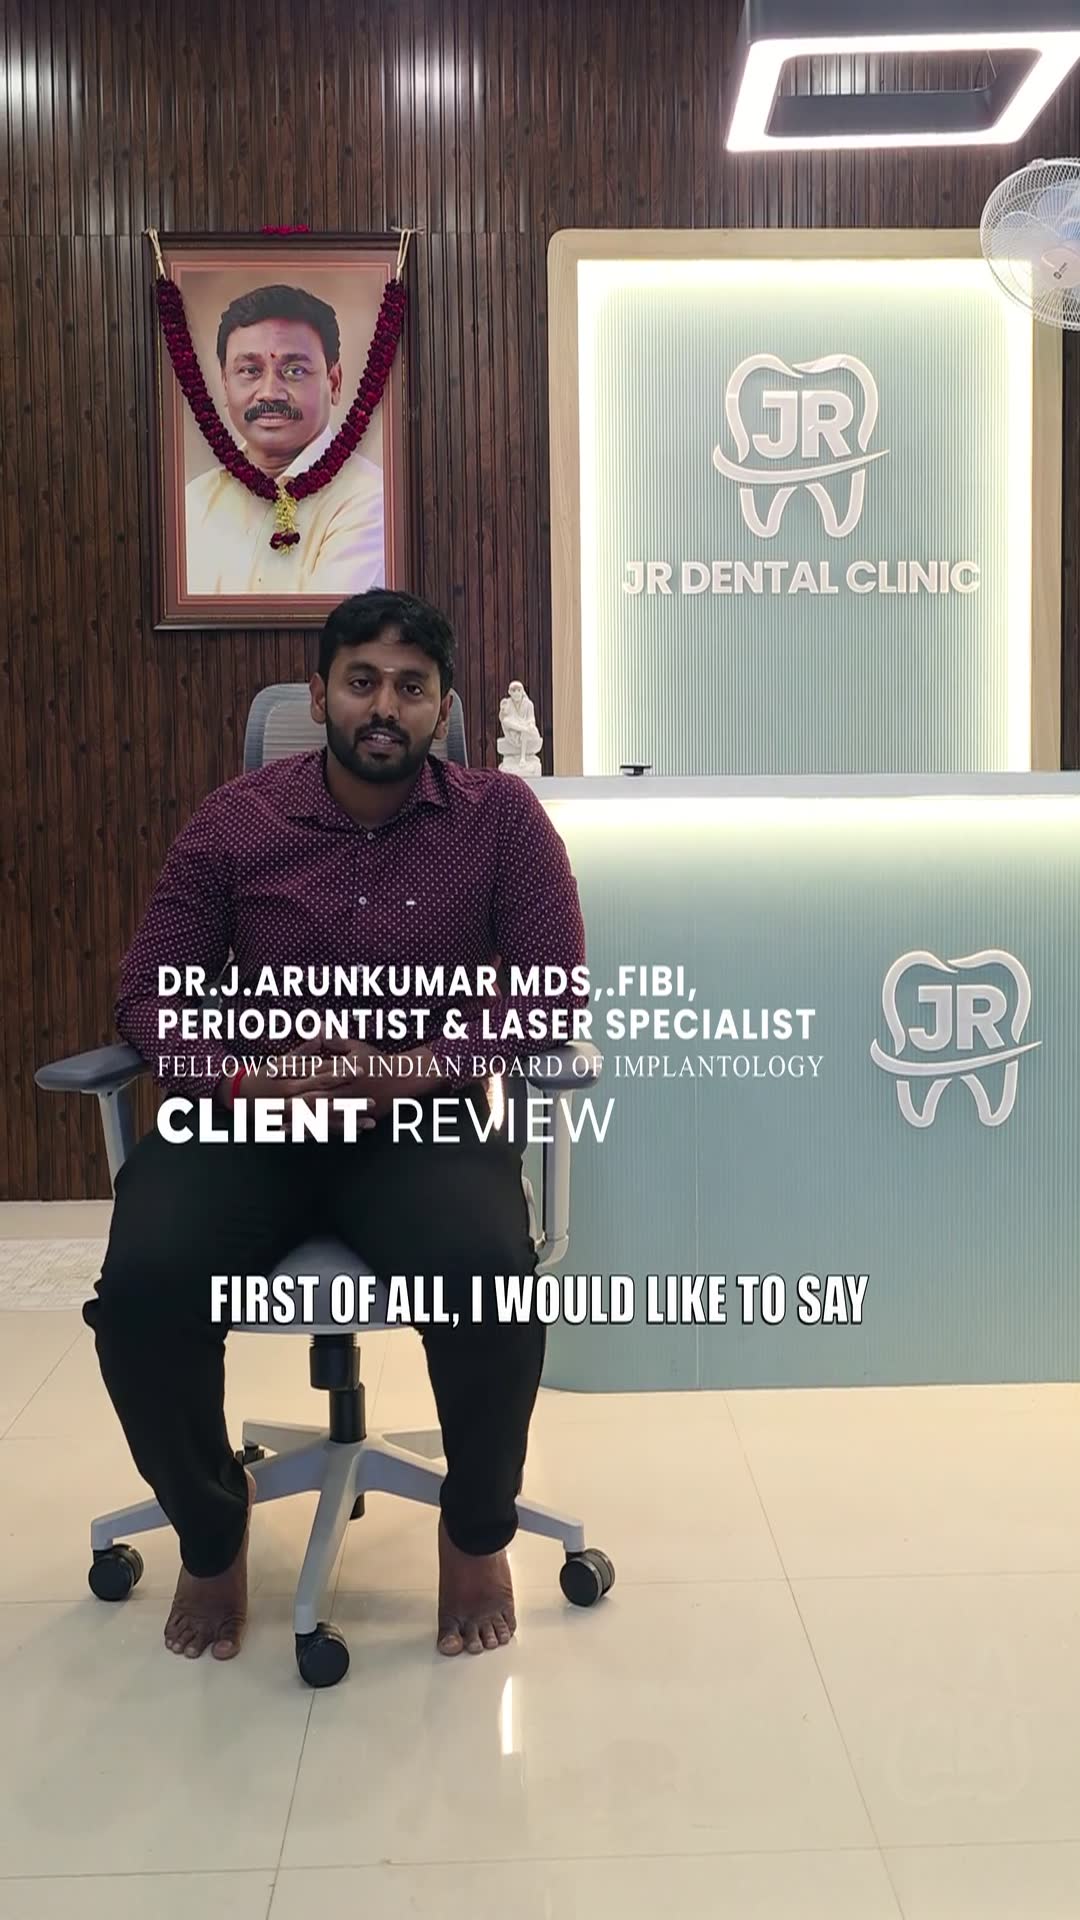 JR
JR DENTAL CLINIC
DR.J.ARUNKUMAR MDS,.FIBI,
PERIODONTIST & LASER SPECIALIST
FELLOWSHIP IN INDIAN BOARD OF IMPLANTOLOGY
CLIENT REVIEW
JR
FIRST OF ALL, I WOULD LIKE TO SAY